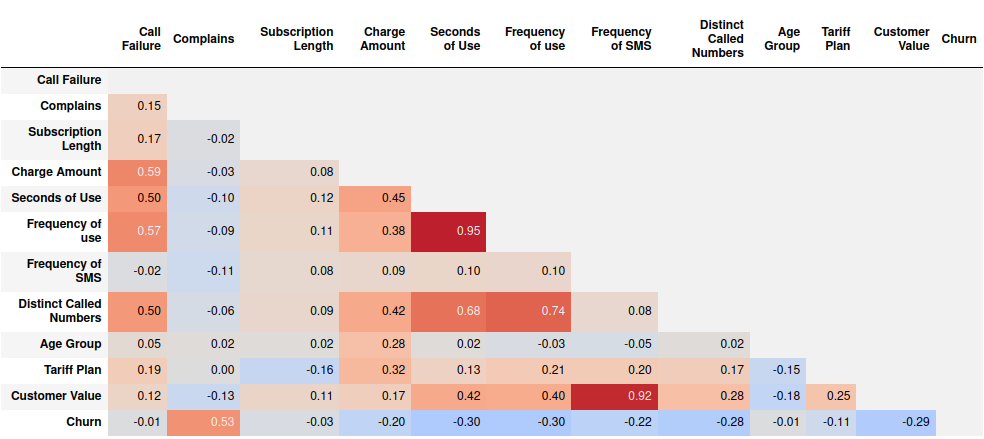 Call Failure Complains Subscription Length Charge Amount Seconds of Use Frequency of use Frequency of SMS Distinct Called Numbers Age Group Tariff Plan Customer Value Churn
Call Failure
Complains 0.15
Subscription Length 0.17 -0.02
Charge Amount 0.59 -0.03 0.08
Seconds of Use 0.50 -0.10 0.12 0.45
Frequency of use 0.57 -0.09 0.11 0.38 0.95
Frequency of SMS -0.02 -0.11 0.08 0.09 0.10 0.10
Distinct Called Numbers 0.50 -0.06 0.09 0.42 0.68 0.74 0.08
Age Group 0.05 0.02 0.02 0.28 0.02 -0.03 -0.05 0.02
Tariff Plan 0.19 0.00 -0.16 0.32 0.13 0.21 0.20 0.17 -0.15
Customer Value 0.12 -0.13 0.11 0.17 0.42 0.40 0.92 0.28 -0.18 0.25
Churn -0.01 0.53 -0.03 -0.20 -0.30 -0.30 -0.22 -0.28 -0.01 -0.11 -0.29